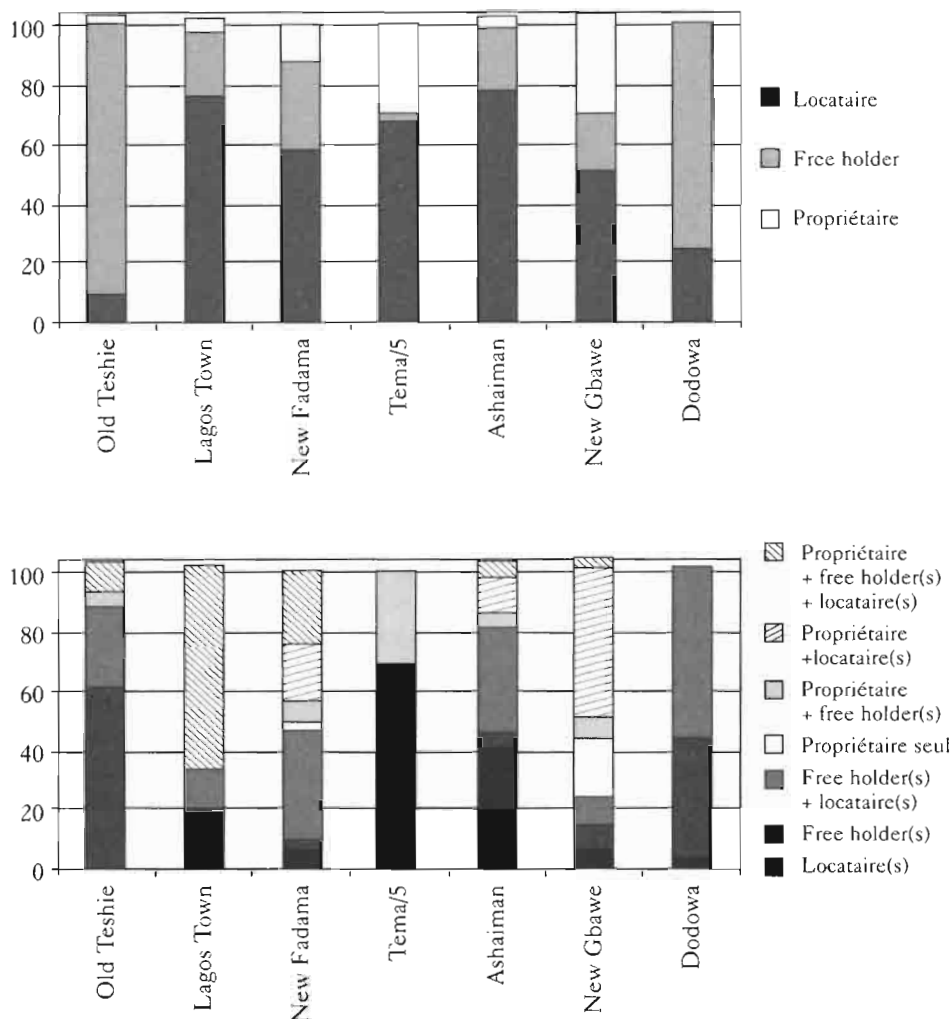 100
80
60
40
20
0
Old Teshie
Lagos Town
New Fadama
Tema/5
Ashaiman
New Gbawe
Dodowa
Locataire
Free holder
Propriétaire
100
80
60
40
20
0
Old Teshie
Lagos Town
New Fadama
Tema/5
Ashaiman
New Gbawe
Dodowa
Propriétaire
+ free holder(s)
+ locataire(s)
Propriétaire
+locataire(s)
Propriétaire
+ free holder(s)
Propriétaire seul
Free holder(s)
+ locataire(s)
Free holder(s)
Locataire(s)